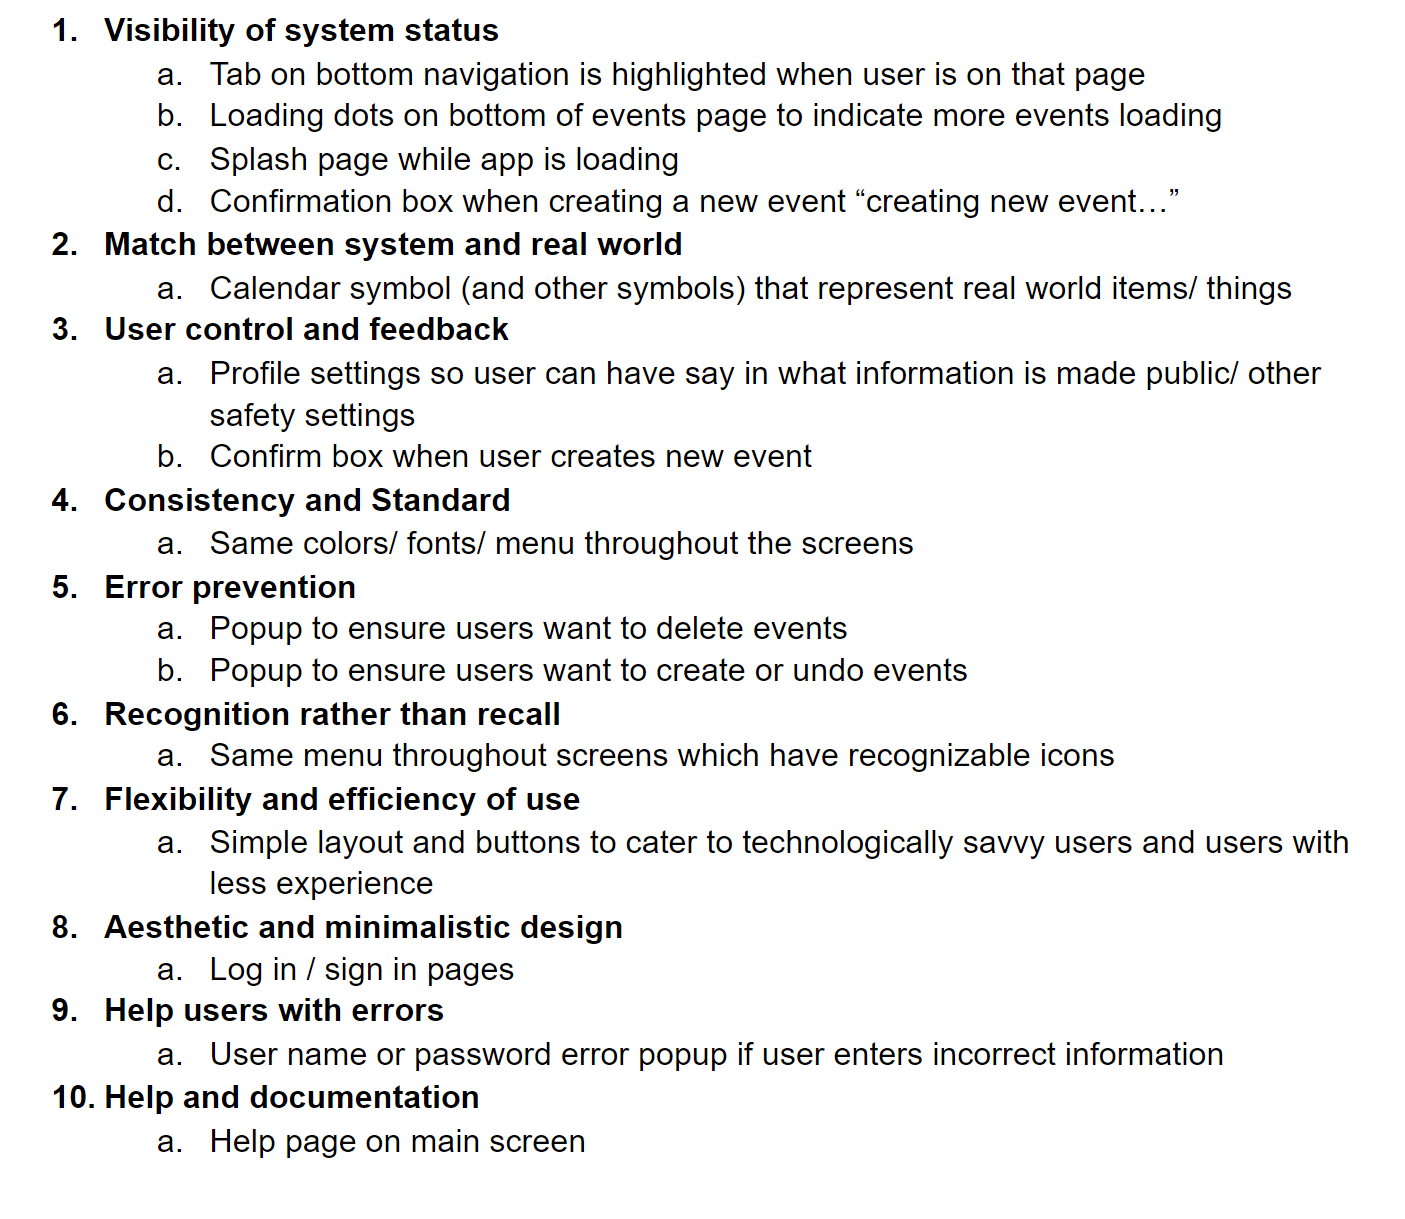 1. Visibility of system status
a. Tab on bottom navigation is highlighted when user is on that page
b. Loading dots on bottom of events page to indicate more events loading
c. Splash page while app is loading
d. Confirmation box when creating a new event “creating new event…”
2. Match between system and real world
a. Calendar symbol (and other symbols) that represent real world items/ things
3. User control and feedback
a. Profile settings so user can have say in what information is made public/ other
safety settings
b. Confirm box when user creates new event
4. Consistency and Standard
a. Same colors/ fonts/ menu throughout the screens
5. Error prevention
a. Popup to ensure users want to delete events
b. Popup to ensure users want to create or undo events
6. Recognition rather than recall
a. Same menu throughout screens which have recognizable icons
7. Flexibility and efficiency of use
a. Simple layout and buttons to cater to technologically savvy users and users with
less experience
8. Aesthetic and minimalistic design
a. Log in / sign in pages
9. Help users with errors
a. User name or password error popup if user enters incorrect information
10. Help and documentation
a. Help page on main screen